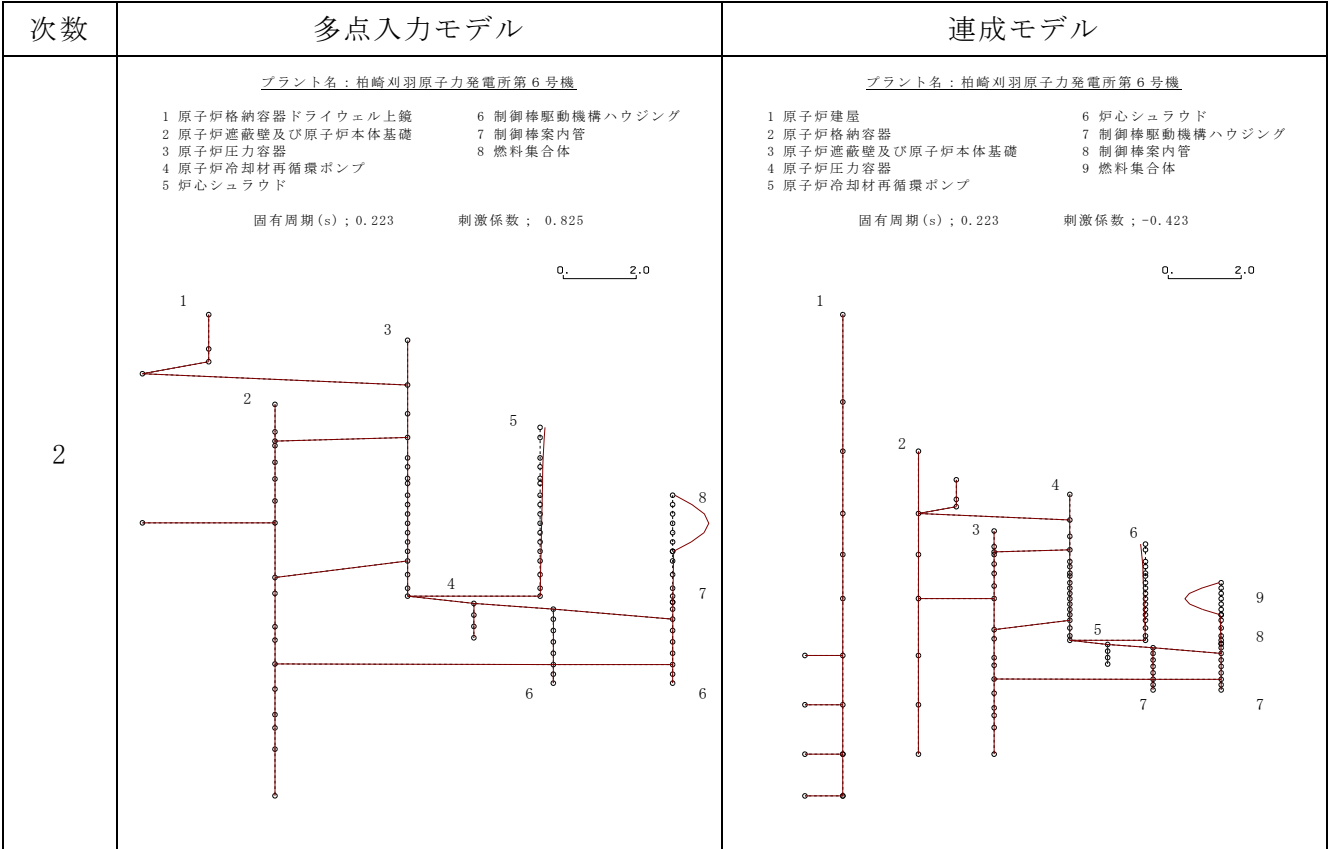 次数
多点入力モデル
連成モデル
2
プラント名：柏崎刈羽原子力発電所第6号機
1 原子炉格納容器ドライウェル上鏡
2 原子炉遮蔽壁及び原子炉本体基礎
3 原子炉圧力容器
4 原子炉冷却材再循環ポンプ
5 炉心シュラウド
6 制御棒駆動機構ハウジング
7 制御棒案内管
8 燃料集合体
固有周期(s)；0.223 刺激係数； 0.825
0. 2.0
1
3
2
5
8
4
7
6
6
プラント名：柏崎刈羽原子力発電所第6号機
1 原子炉建屋
2 原子炉格納容器
3 原子炉遮蔽壁及び原子炉本体基礎
4 原子炉圧力容器
5 原子炉冷却材再循環ポンプ
6 炉心シュラウド
7 制御棒駆動機構ハウジング
8 制御棒案内管
9 燃料集合体
固有周期(s)；0.223 刺激係数；-0.423
0. 2.0
1
2
4
3
6
9
5
8
7
7